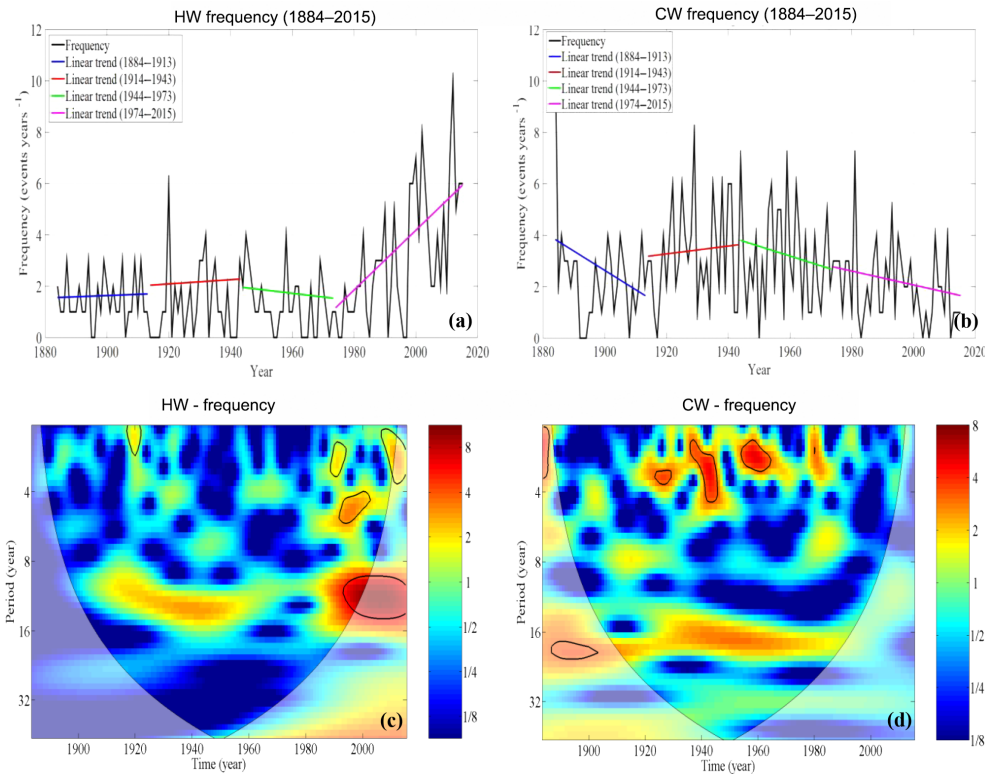 HW frequency (1884–2015)
12
10
8
6
4
2
0
Frequency (events years -1)
Frequency
Linear trend (1884–1913)
Linear trend (1914–1943)
Linear trend (1944–1973)
Linear trend (1974–2015)
(a)
1880 1900 1920 1940 1960 1980 2000 2020
Year
CW frequency (1884–2015)
12
10
8
6
4
2
0
Frequency (events years -1)
Frequency
Linear trend (1884–1913)
Linear trend (1914–1943)
Linear trend (1944–1973)
Linear trend (1974–2015)
(b)
1880 1900 1920 1940 1960 1980 2000 2020
Year
HW - frequency
4
8
16
32
Period (year)
(c)
1900 1920 1940 1960 1980 2000
Time (year)
8
4
2
1
1/2
1/4
1/8
CW - frequency
4
8
16
32
Period (year)
(d)
1900 1920 1940 1960 1980 2000
Time (year)
8
4
2
1
1/2
1/4
1/8